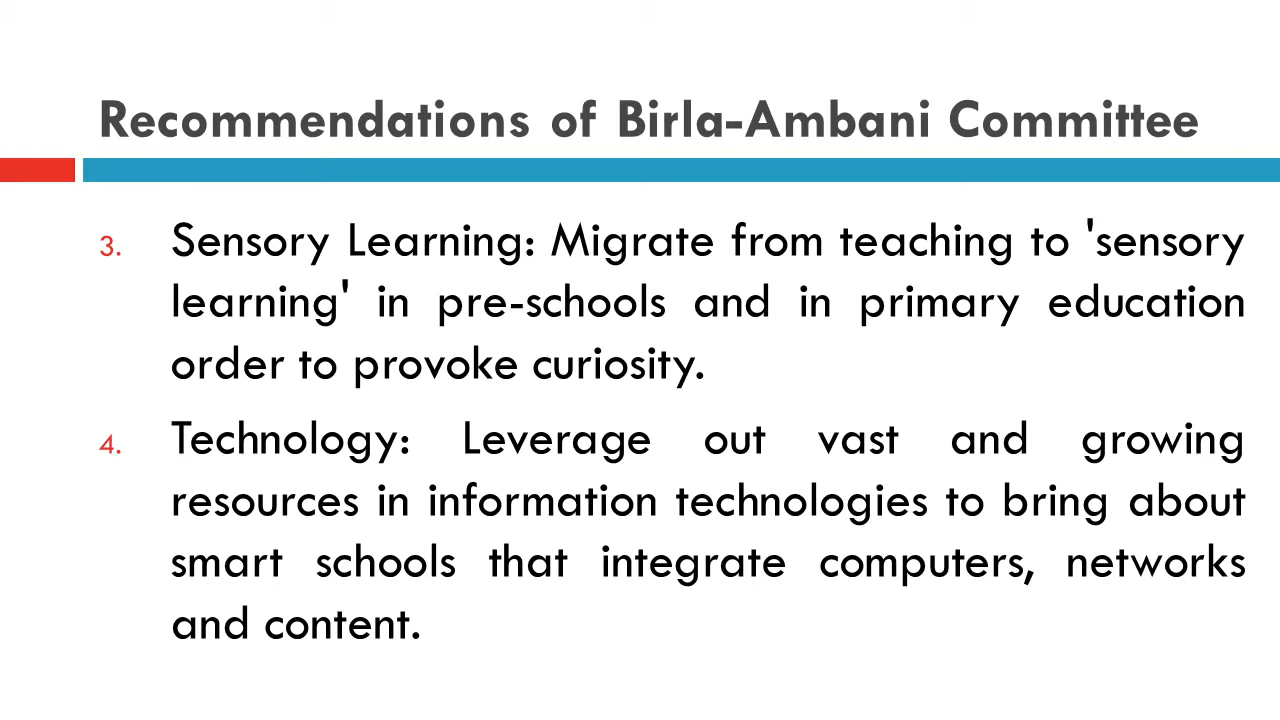 Recommendations of Birla-Ambani Committee
3. Sensory Learning: Migrate from teaching to 'sensory
learning' in pre-schools and in primary education
order to provoke curiosity.
4. Technology: Leverage out vast and growing
resources in information technologies to bring about
smart schools that integrate computers, networks
and content.